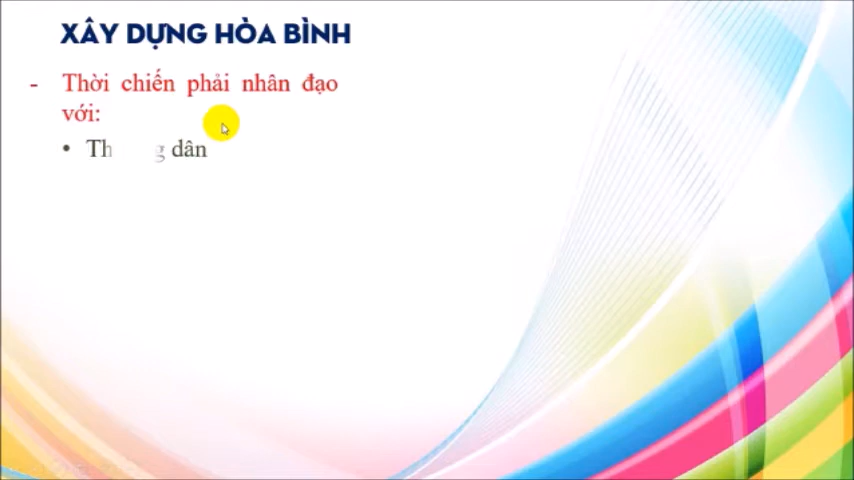 XÂY DỰNG HÒA BÌNH
- Thời chiến phải nhân đạo
với:
• dân